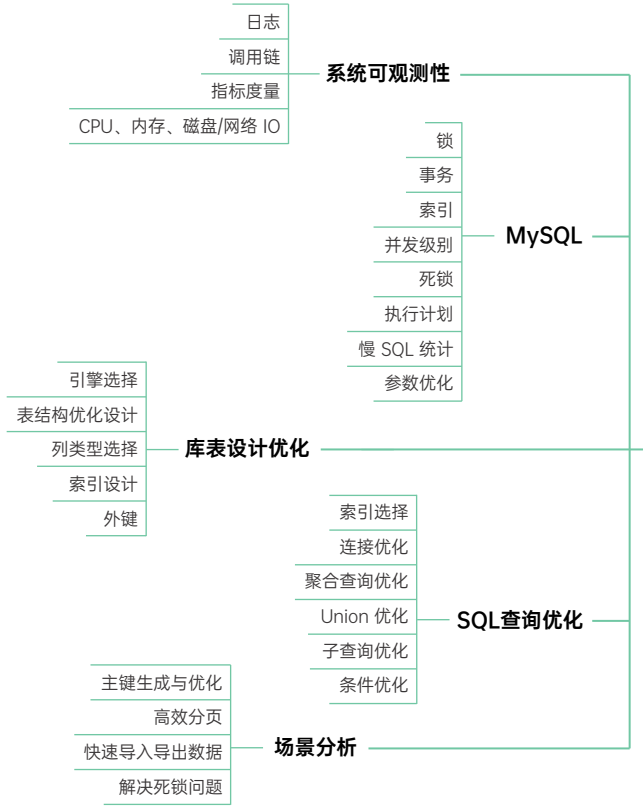 日志
调用链
指标度量
CPU、内存、磁盘/网络 IO
系统可观测性
锁
事务
索引
并发级别
死锁
执行计划
慢 SQL 统计
参数优化
MySQL
引擎选择
表结构优化设计
列类型选择
索引设计
外键
库表设计优化
索引选择
连接优化
聚合查询优化
Union 优化
子查询优化
条件优化
SQL查询优化
主键生成与优化
高效分页
快速导入导出数据
解决死锁问题
场景分析